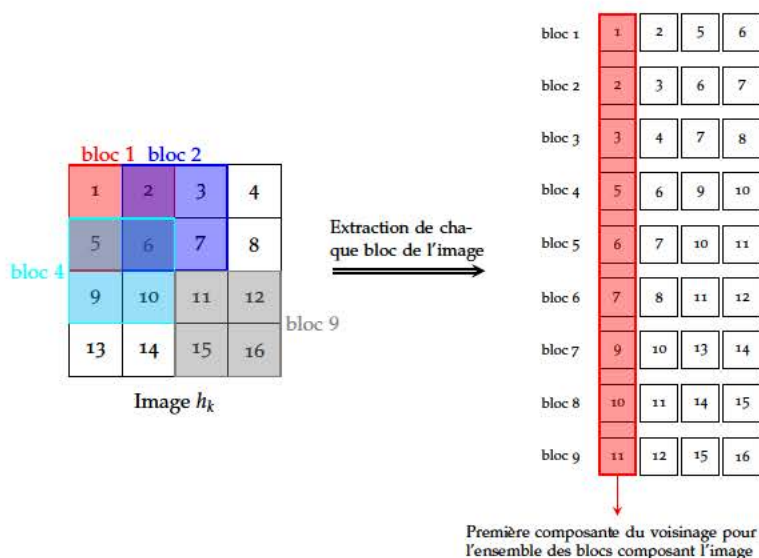 bloc 1 bloc 2
1 2 3 4
5 6 7 8
bloc 4
9 10 11 12
bloc 9
13 14 15 16
Image hₖ
Extraction de cha-
que bloc de l'image
bloc 1 1 2 5 6
bloc 2 2 3 6 7
bloc 3 3 4 7 8
bloc 4 5 6 9 10
bloc 5 6 7 10 11
bloc 6 7 8 11 12
bloc 7 9 10 13 14
bloc 8 10 11 14 15
bloc 9 11 12 15 16
Première composante du voisinage pour
l'ensemble des blocs composant l'image